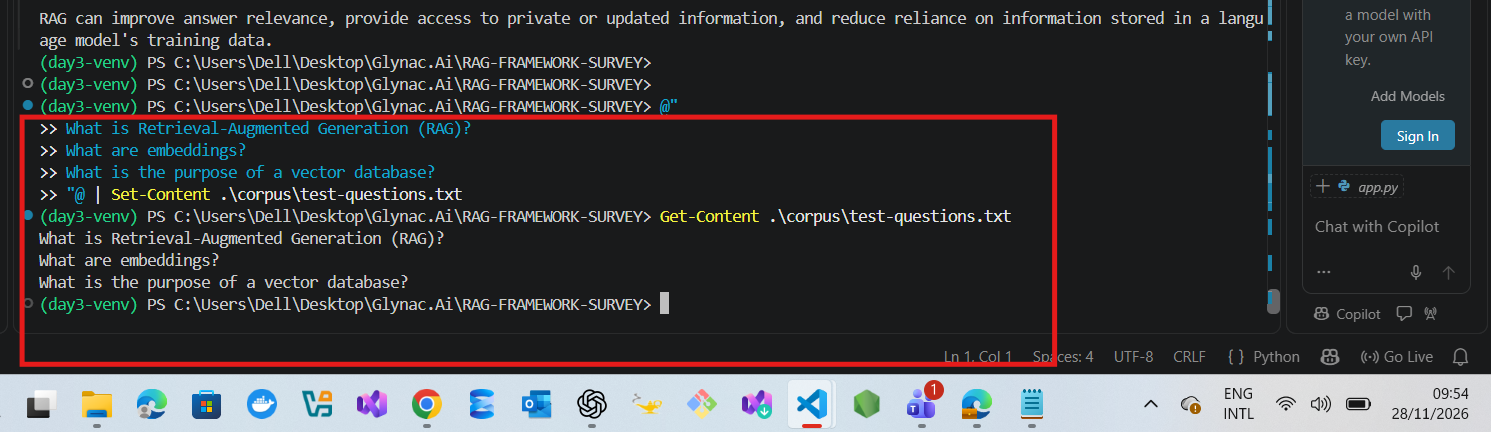 RAG can improve answer relevance, provide access to private or updated information, and reduce reliance on information stored in a langu
age model's training data.
(day3-venv) PS C:\Users\Dell\Desktop\Glynac.Ai\RAG-FRAMEWORK-SURVEY>
(day3-venv) PS C:\Users\Dell\Desktop\Glynac.Ai\RAG-FRAMEWORK-SURVEY>
(day3-venv) PS C:\Users\Dell\Desktop\Glynac.Ai\RAG-FRAMEWORK-SURVEY> @"
>> What is Retrieval-Augmented Generation (RAG)?
>> What are embeddings?
>> What is the purpose of a vector database?
>> "@ | Set-Content .\corpus\test-questions.txt
(day3-venv) PS C:\Users\Dell\Desktop\Glynac.Ai\RAG-FRAMEWORK-SURVEY> Get-Content .\corpus\test-questions.txt
What is Retrieval-Augmented Generation (RAG)?
What are embeddings?
What is the purpose of a vector database?
(day3-venv) PS C:\Users\Dell\Desktop\Glynac.Ai\RAG-FRAMEWORK-SURVEY>
a model with
your own API
key.
Add Models
Sign In
+ app.py
Chat with Copilot
...
Copilot
Ln 1, Col 1 Spaces: 4 UTF-8 CRLF { } Python Go Live
1
ENG
INTL
09:54
28/11/2026